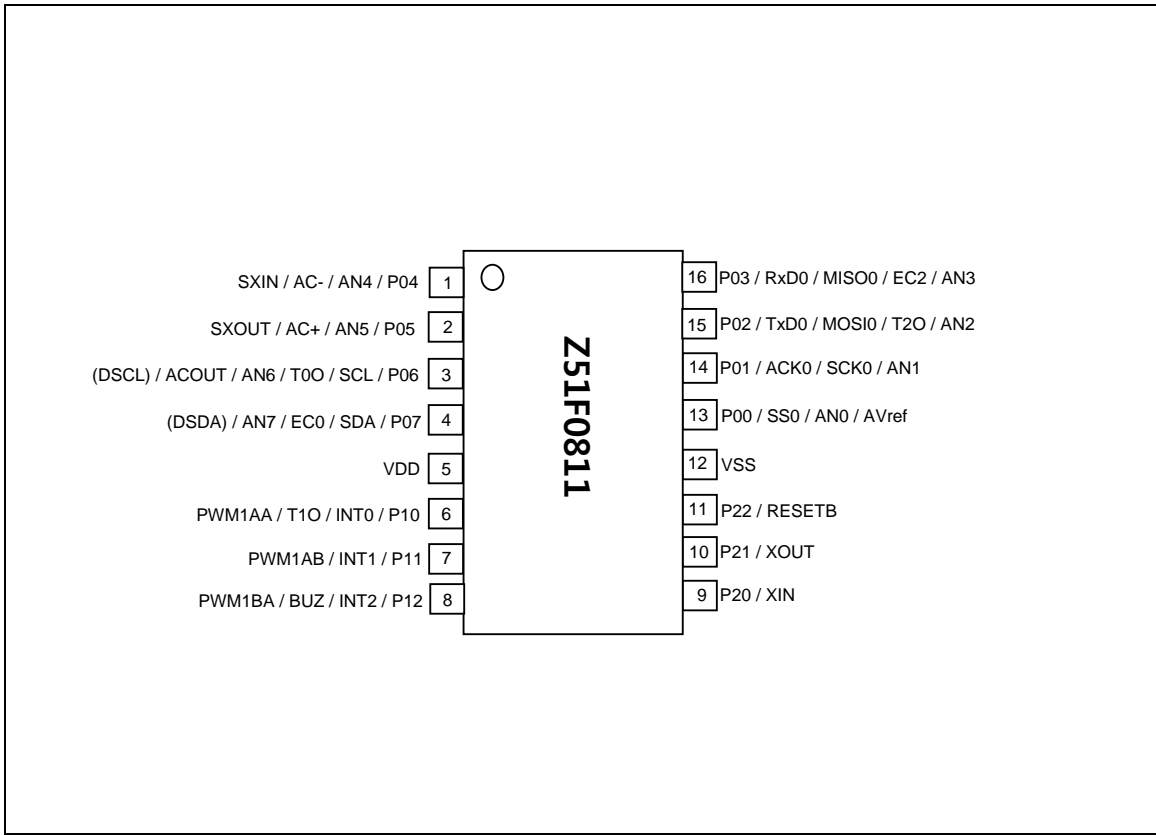 SXIN / AC- / AN4 / P04 1
SXOUT / AC+ / AN5 / P05 2
(DSCL) / ACOUT / AN6 / T0O / SCL / P06 3
(DSDA) / AN7 / EC0 / SDA / P07 4
VDD 5
PWM1AA / T1O / INT0 / P10 6
PWM1AB / INT1 / P11 7
PWM1BA / BUZ / INT2 / P12 8
Z51F0811
16 P03 / RxD0 / MISO0 / EC2 / AN3
15 P02 / TxD0 / MOSI0 / T2O / AN2
14 P01 / ACK0 / SCK0 / AN1
13 P00 / SS0 / AN0 / AVref
12 VSS
11 P22 / RESETB
10 P21 / XOUT
9 P20 / XIN